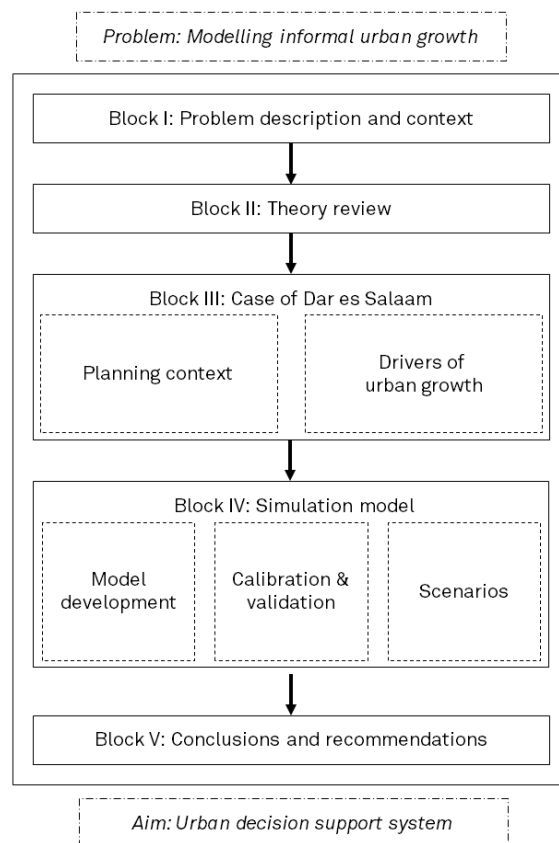 Problem: Modelling informal urban growth
Block I: Problem description and context
Block II: Theory review
Block III: Case of Dar es Salaam
Planning context
Drivers of
urban growth
Block IV: Simulation model
Model
development
Calibration &
validation
Scenarios
Block V: Conclusions and recommendations
Aim: Urban decision support system